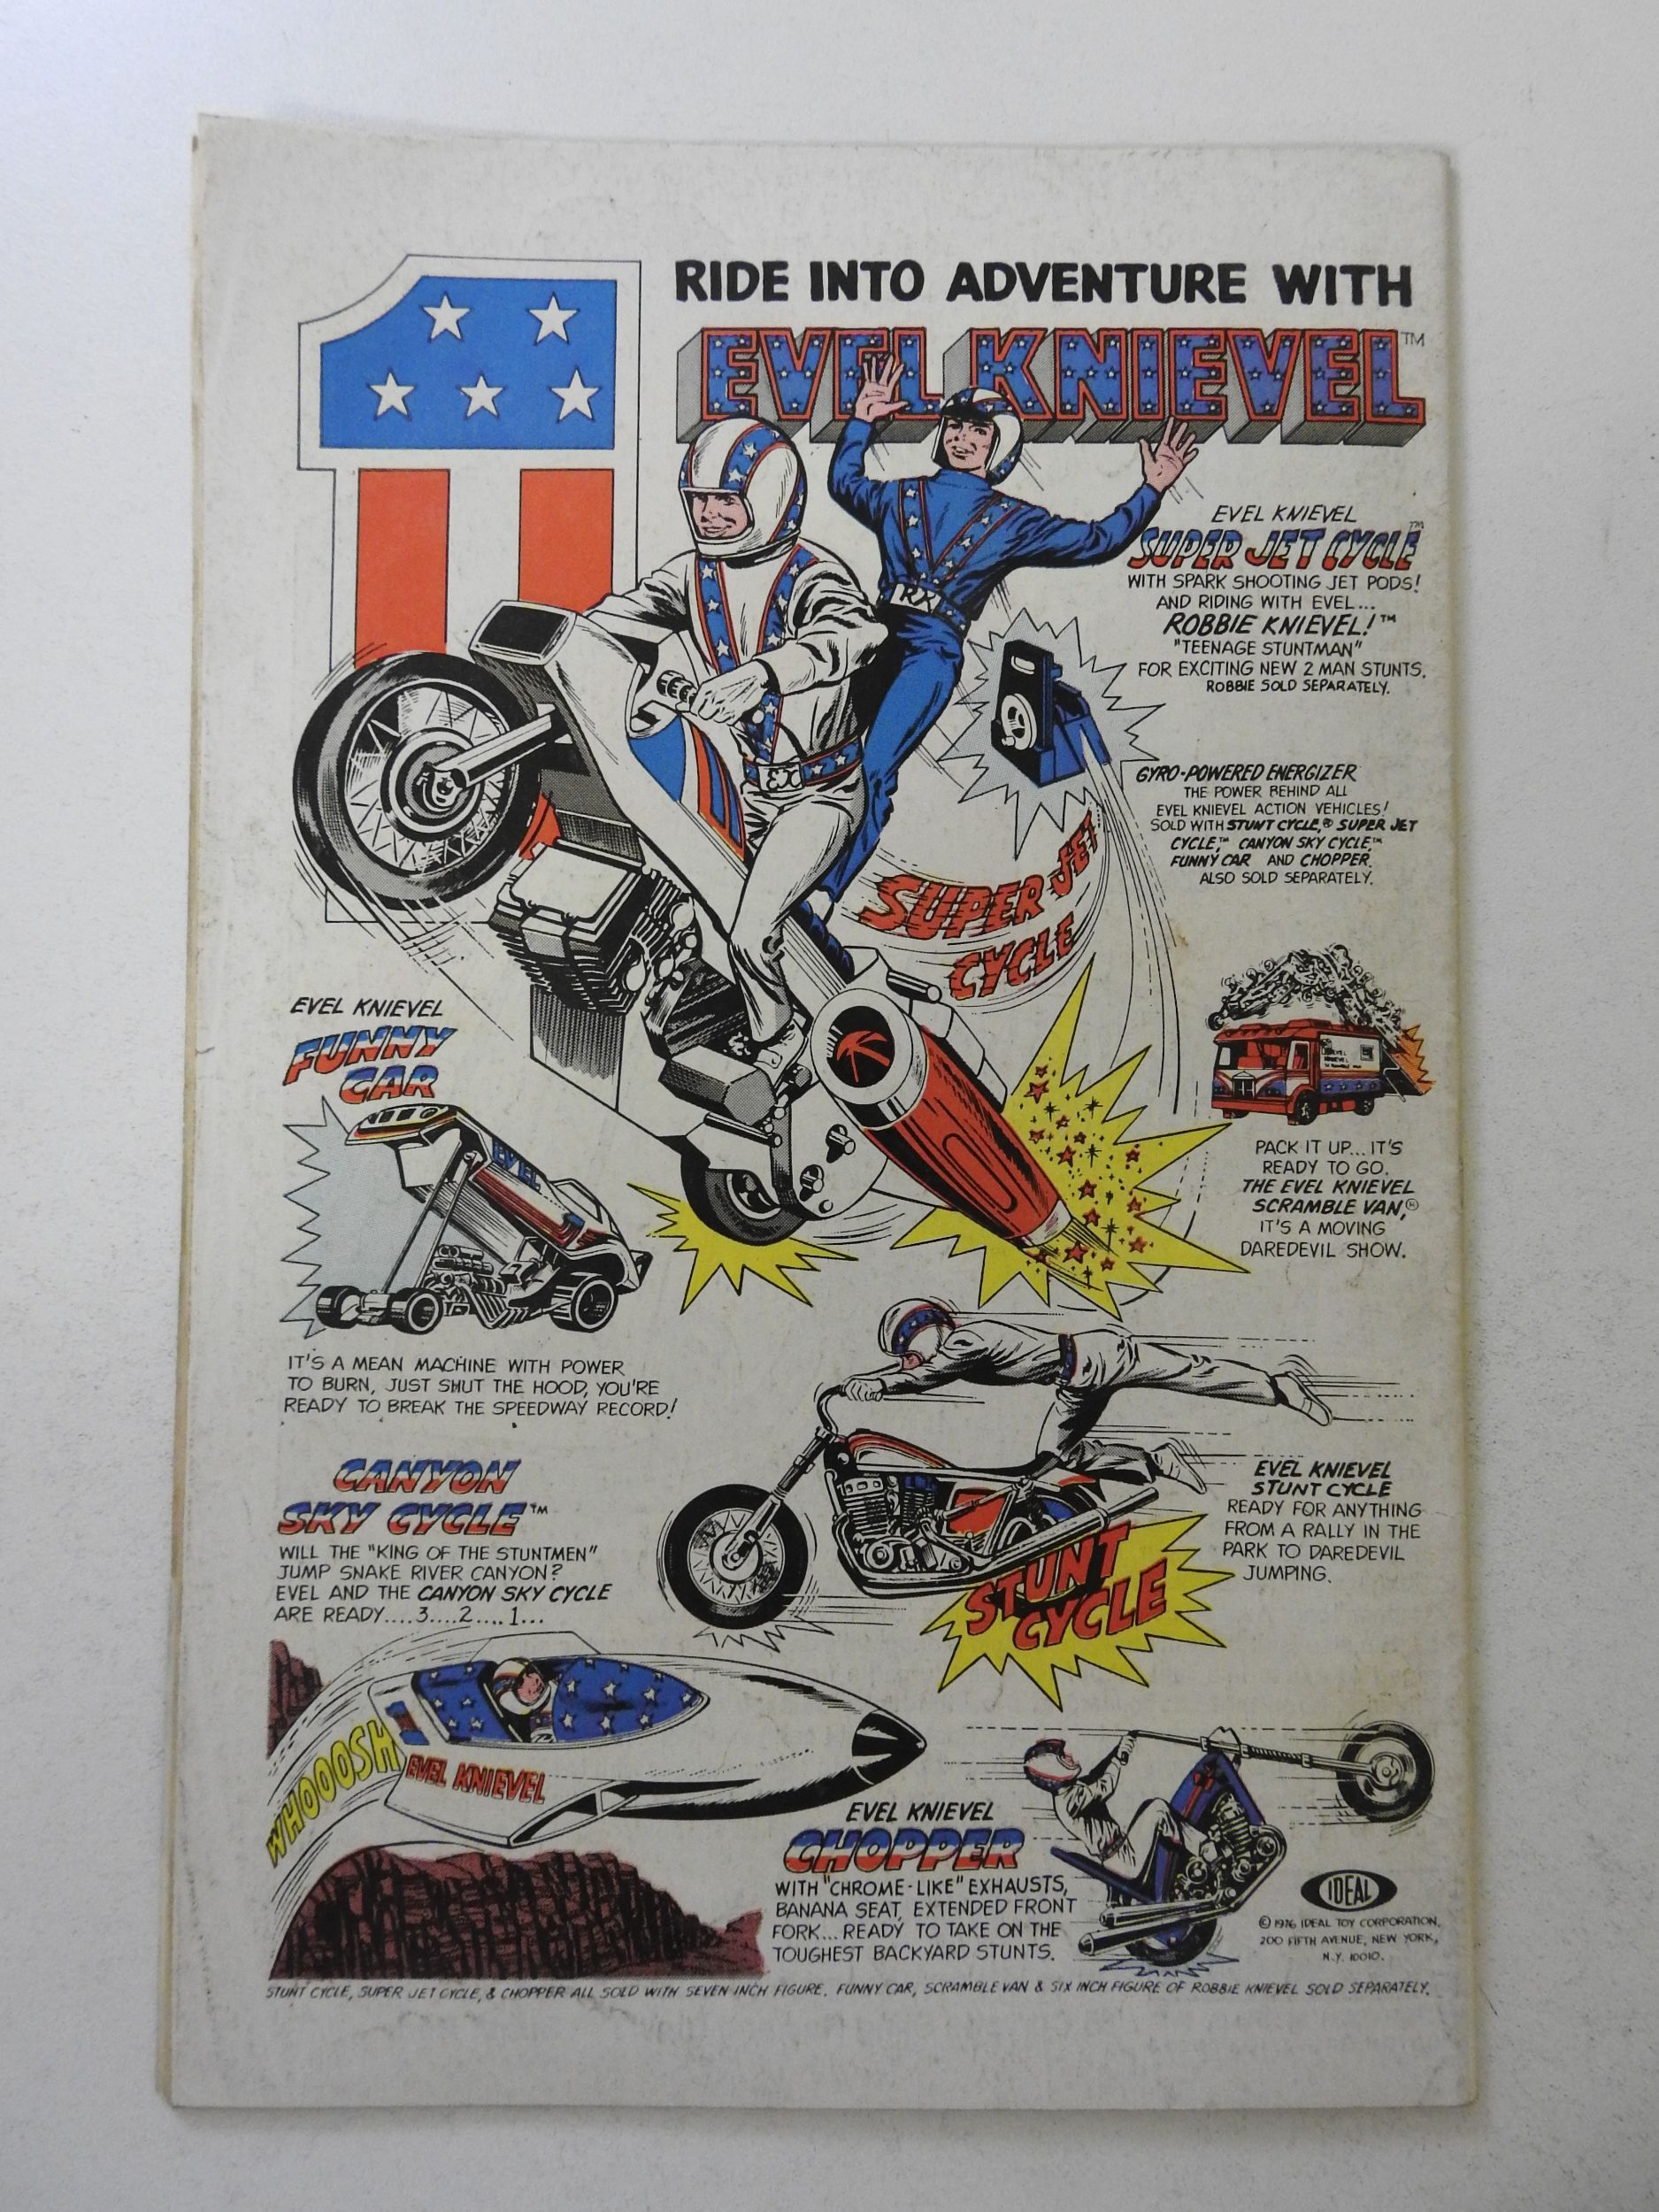 RIDE INTO ADVENTURE WITH
EVEL KNIEVEL™
EVEL KNIEVEL
SUPER JET CYCLE™
WITH SPARK SHOOTING JET PODS!
AND RIDING WITH EVEL...
ROBBIE KNIEVEL!™
"TEENAGE STUNTMAN"
FOR EXCITING NEW 2 MAN STUNTS.
ROBBIE SOLD SEPARATELY.
RK
EK
GYRO-POWERED ENERGIZER
THE POWER BEHIND ALL
EVEL KNIEVEL ACTION VEHICLES!
SOLD WITH STUNT CYCLE,® SUPER JET
CYCLE,™ CANYON SKY CYCLE,™
FUNNY CAR AND CHOPPER.
ALSO SOLD SEPARATELY.
SUPER JET
CYCLE
EVEL KNIEVEL
FUNNY
CAR
EVEL
IT'S A MEAN MACHINE WITH POWER
TO BURN, JUST SHUT THE HOOD, YOU'RE
READY TO BREAK THE SPEEDWAY RECORD!
PACK IT UP...IT'S
READY TO GO.
THE EVEL KNIEVEL
SCRAMBLE VAN,®
IT'S A MOVING
DAREDEVIL SHOW.
CANYON
SKY CYCLE™
WILL THE "KING OF THE STUNTMEN"
JUMP SNAKE RIVER CANYON?
EVEL AND THE CANYON SKY CYCLE
ARE READY....3....2....1...
EVEL KNIEVEL
STUNT CYCLE
READY FOR ANYTHING
FROM A RALLY IN THE
PARK TO DAREDEVIL
JUMPING.
STUNT
CYCLE
WHOOOSH
EVEL KNIEVEL
EVEL KNIEVEL
CHOPPER
WITH "CHROME-LIKE" EXHAUSTS,
BANANA SEAT, EXTENDED FRONT
FORK...READY TO TAKE ON THE
TOUGHEST BACKYARD STUNTS.
IDEAL
© 1976 IDEAL TOY CORPORATION,
200 FIFTH AVENUE, NEW YORK,
N.Y. 10010.
STUNT CYCLE, SUPER JET CYCLE, & CHOPPER ALL SOLD WITH SEVEN INCH FIGURE. FUNNY CAR, SCRAMBLE VAN & SIX INCH FIGURE OF ROBBIE KNIEVEL SOLD SEPARATELY.